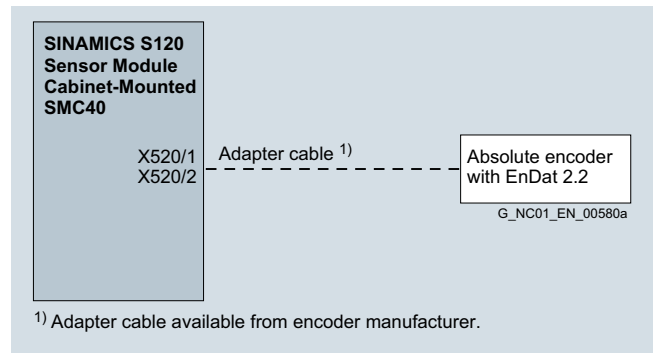 SINAMICS S120
Sensor Module
Cabinet-Mounted
SMC40
X520/1
X520/2
Adapter cable 1)
Absolute encoder
with EnDat 2.2
G_NC01_EN_00580a
1) Adapter cable available from encoder manufacturer.